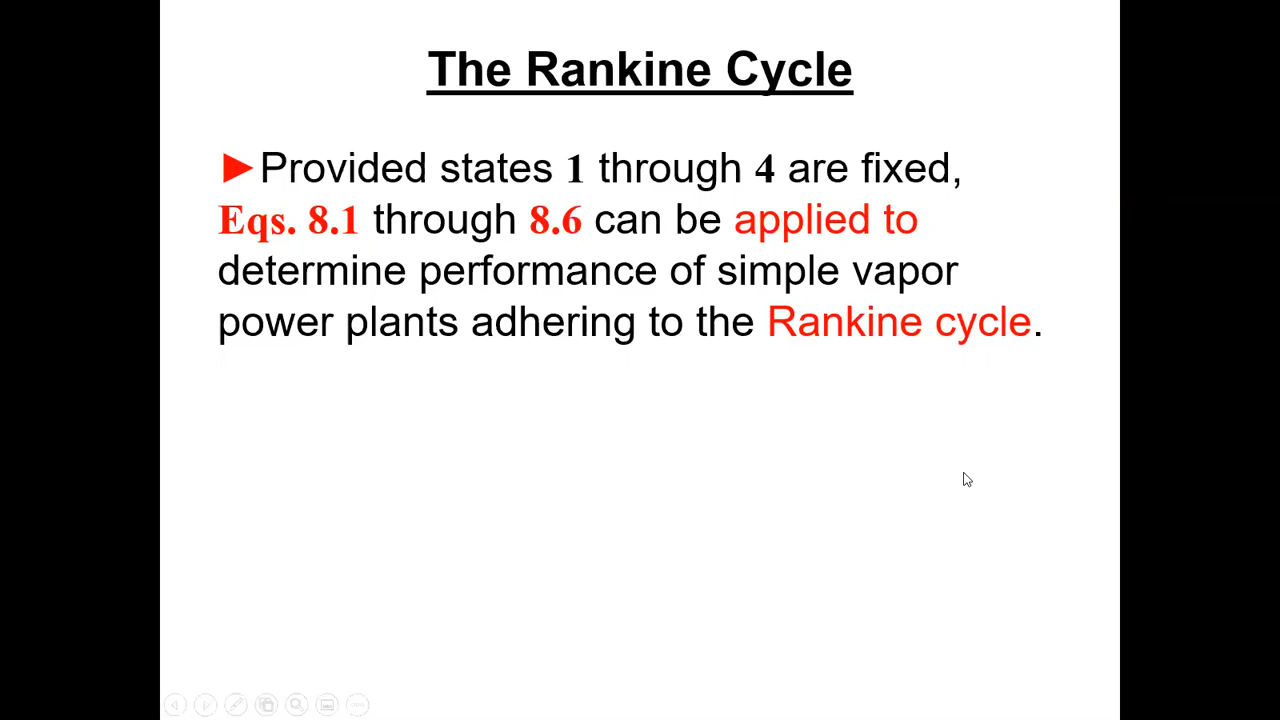 The Rankine Cycle
►Provided states 1 through 4 are fixed,
Eqs. 8.1 through 8.6 can be applied to
determine performance of simple vapor
power plants adhering to the Rankine cycle.